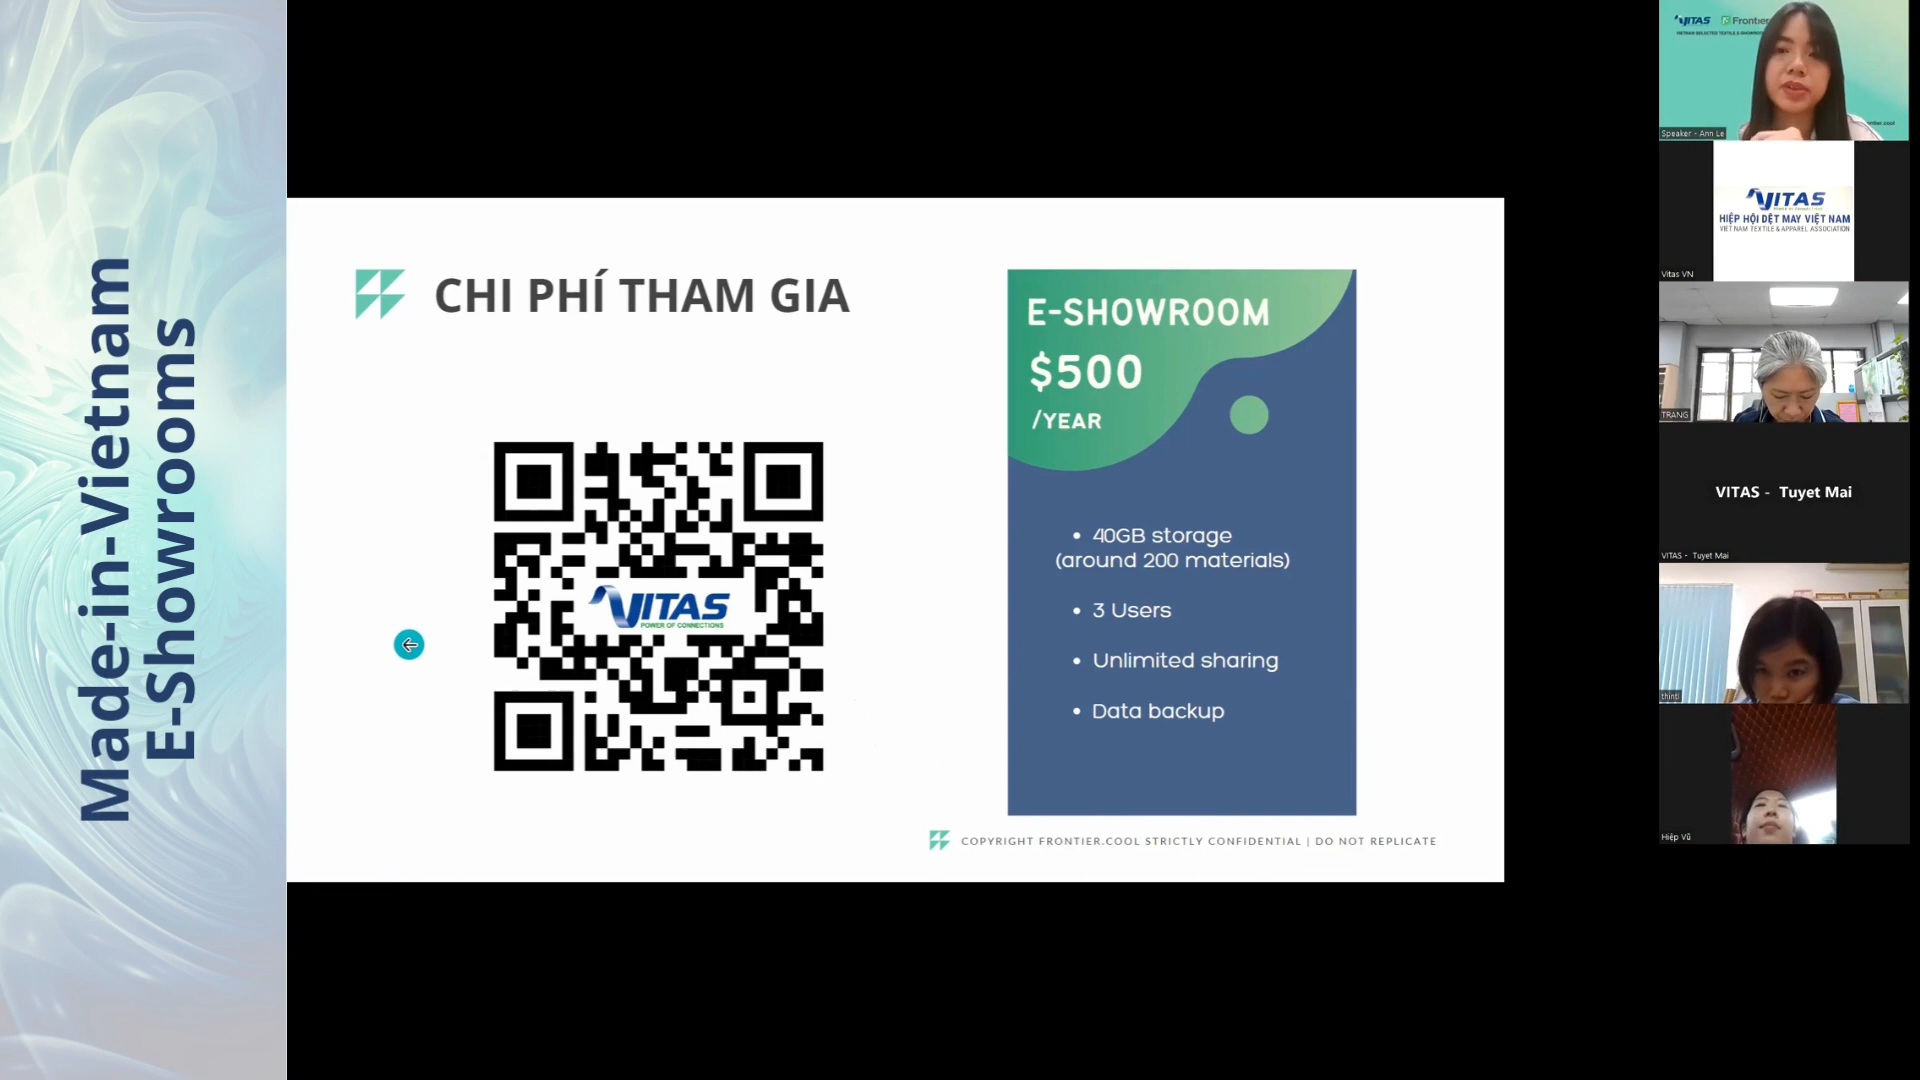 Made-in-Vietnam
E-Showrooms
CHI PHÍ THAM GIA
VITAS
POWER OF CONNECTIONS
E-SHOWROOM
$500
/YEAR
• 40GB storage
(around 200 materials)
• 3 Users
• Unlimited sharing
• Data backup
COPYRIGHT FRONTIER.COOL STRICTLY CONFIDENTIAL | DO NOT REPLICATE
VITAS Frontier
Speaker - Ann Le
VITAS
HIỆP HỘI DỆT MAY VIỆT NAM
VIETNAM TEXTILE & APPAREL ASSOCIATION
Vitas VN
TRANG
VITAS - Tuyet Mai
VITAS - Tuyet Mai
thinti
Hiệp Vũ